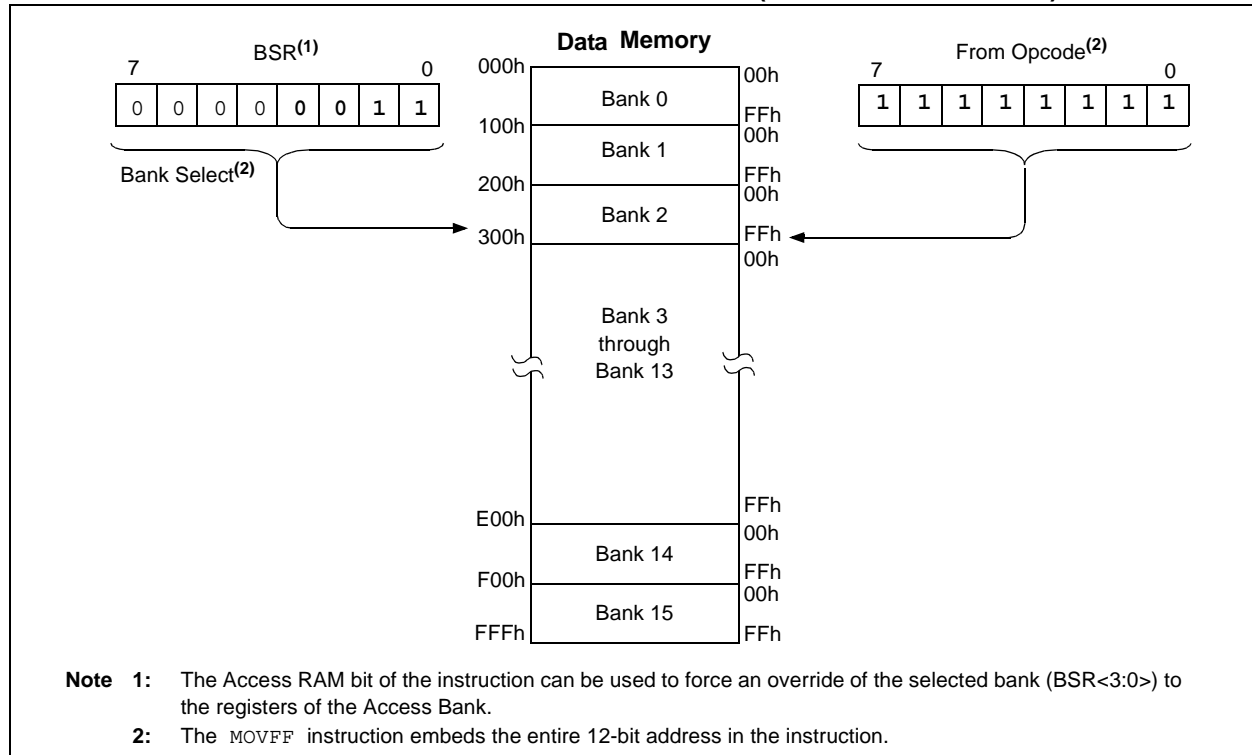 Data Memory
BSR(1)
7 0
0 0 0 0 0 0 1 1
Bank Select(2)
From Opcode(2)
7 0
1 1 1 1 1 1 1 1
000h
00h
Bank 0
FFh
100h
00h
Bank 1
FFh
200h
00h
Bank 2
FFh
300h
00h
Bank 3
through
Bank 13
FFh
E00h
00h
Bank 14
FFh
F00h
00h
Bank 15
FFFh
FFh
Note 1: The Access RAM bit of the instruction can be used to force an override of the selected bank (BSR<3:0>) to
the registers of the Access Bank.
2: The MOVFF instruction embeds the entire 12-bit address in the instruction.